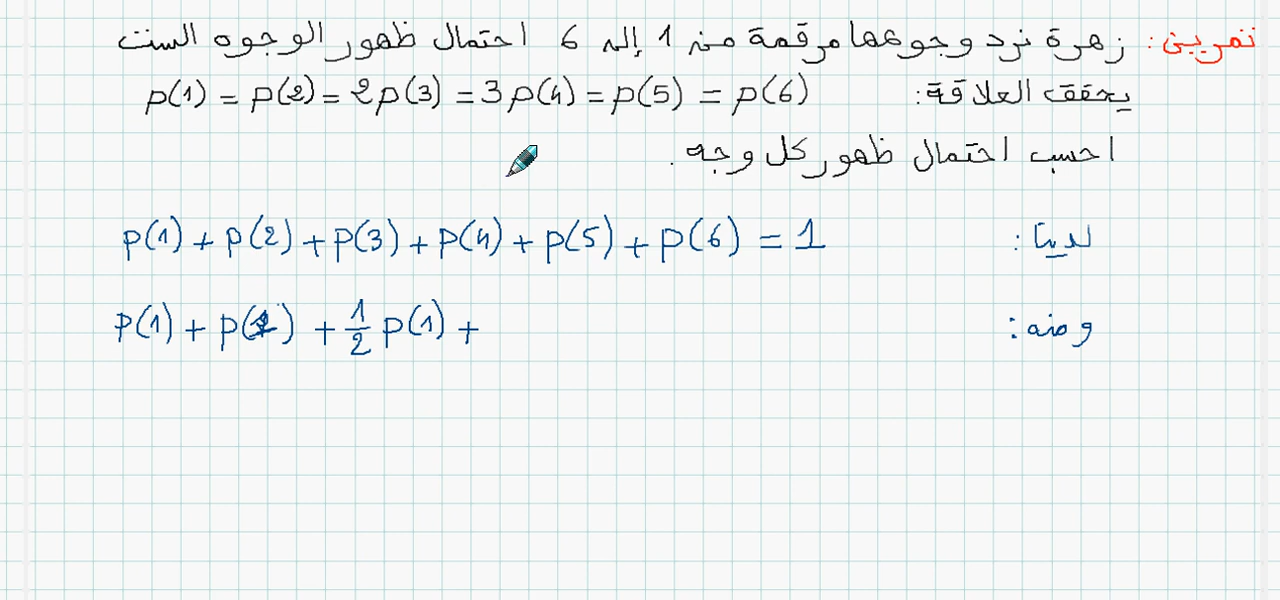 تمرين: زهرة نرد وجوهها مرقمة من 1 إلى 6 احتمال ظهور الوجوه الست
يحقق العلاقة: p(1) = p(2) = 2p(3) = 3p(4) = p(5) = p(6)
احسب احتمال ظهور كل وجه.
لدينا: p(1) + p(2) + p(3) + p(4) + p(5) + p(6) = 1
ومنه: p(1) + p(1) + 1/2 p(1) +